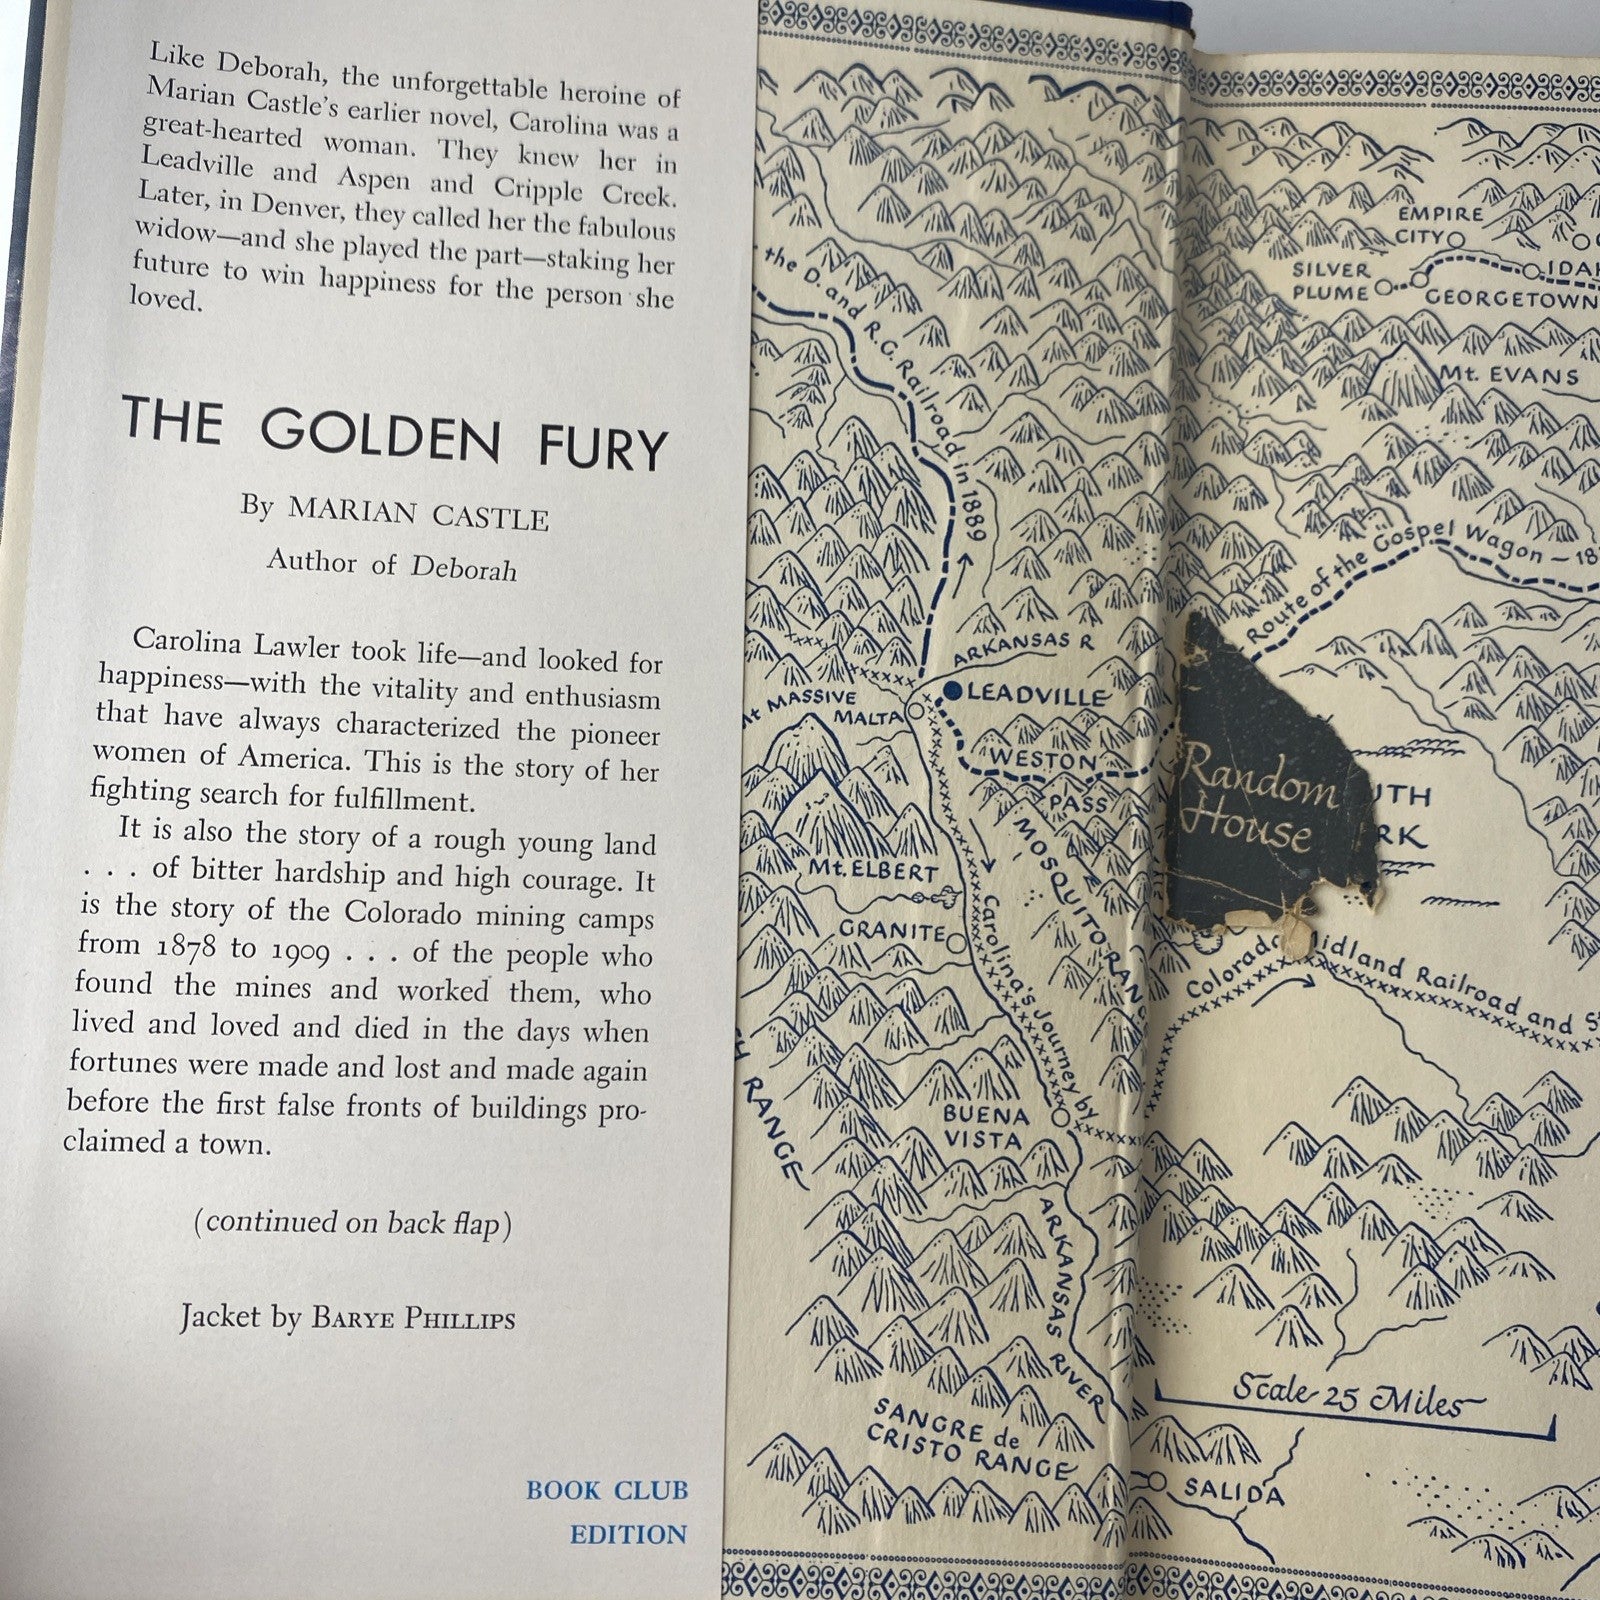 Like Deborah, the unforgettable heroine of
Marian Castle's earlier novel, Carolina was a
great-hearted woman. They knew her in
Leadville and Aspen and Cripple Creek.
Later, in Denver, they called her the fabulous
widow—and she played the part—staking her
future to win happiness for the person she
loved.
THE GOLDEN FURY
By MARIAN CASTLE
Author of Deborah
Carolina Lawler took life—and looked for
happiness—with the vitality and enthusiasm
that have always characterized the pioneer
women of America. This is the story of her
fighting search for fulfillment.
It is also the story of a rough young land
. . . of bitter hardship and high courage. It
is the story of the Colorado mining camps
from 1878 to 1909 . . . of the people who
found the mines and worked them, who
lived and loved and died in the days when
fortunes were made and lost and made again
before the first false fronts of buildings pro-
claimed a town.
(continued on back flap)
Jacket by BARYE PHILLIPS
BOOK CLUB
EDITION
EMPIRE
CITY
SILVER
PLUME
GEORGETOWN
IDAH
Mt. EVANS
the D. and R.G. Railroad in 1889
Route of the Gospel Wagon – 18
ARKANSAS R
LEADVILLE
Mt MASSIVE
MALTA
WESTON
PASS
Random
House
UTH
RK
Mt. ELBERT
MOSQUITO RANG
GRANITE
Carolina's Journey by
Colorado Midland Railroad and S
H RANGE
BUENA
VISTA
ARKANSAS RIVER
SANGRE de
CRISTO RANGE
Scale 25 Miles
SALIDA